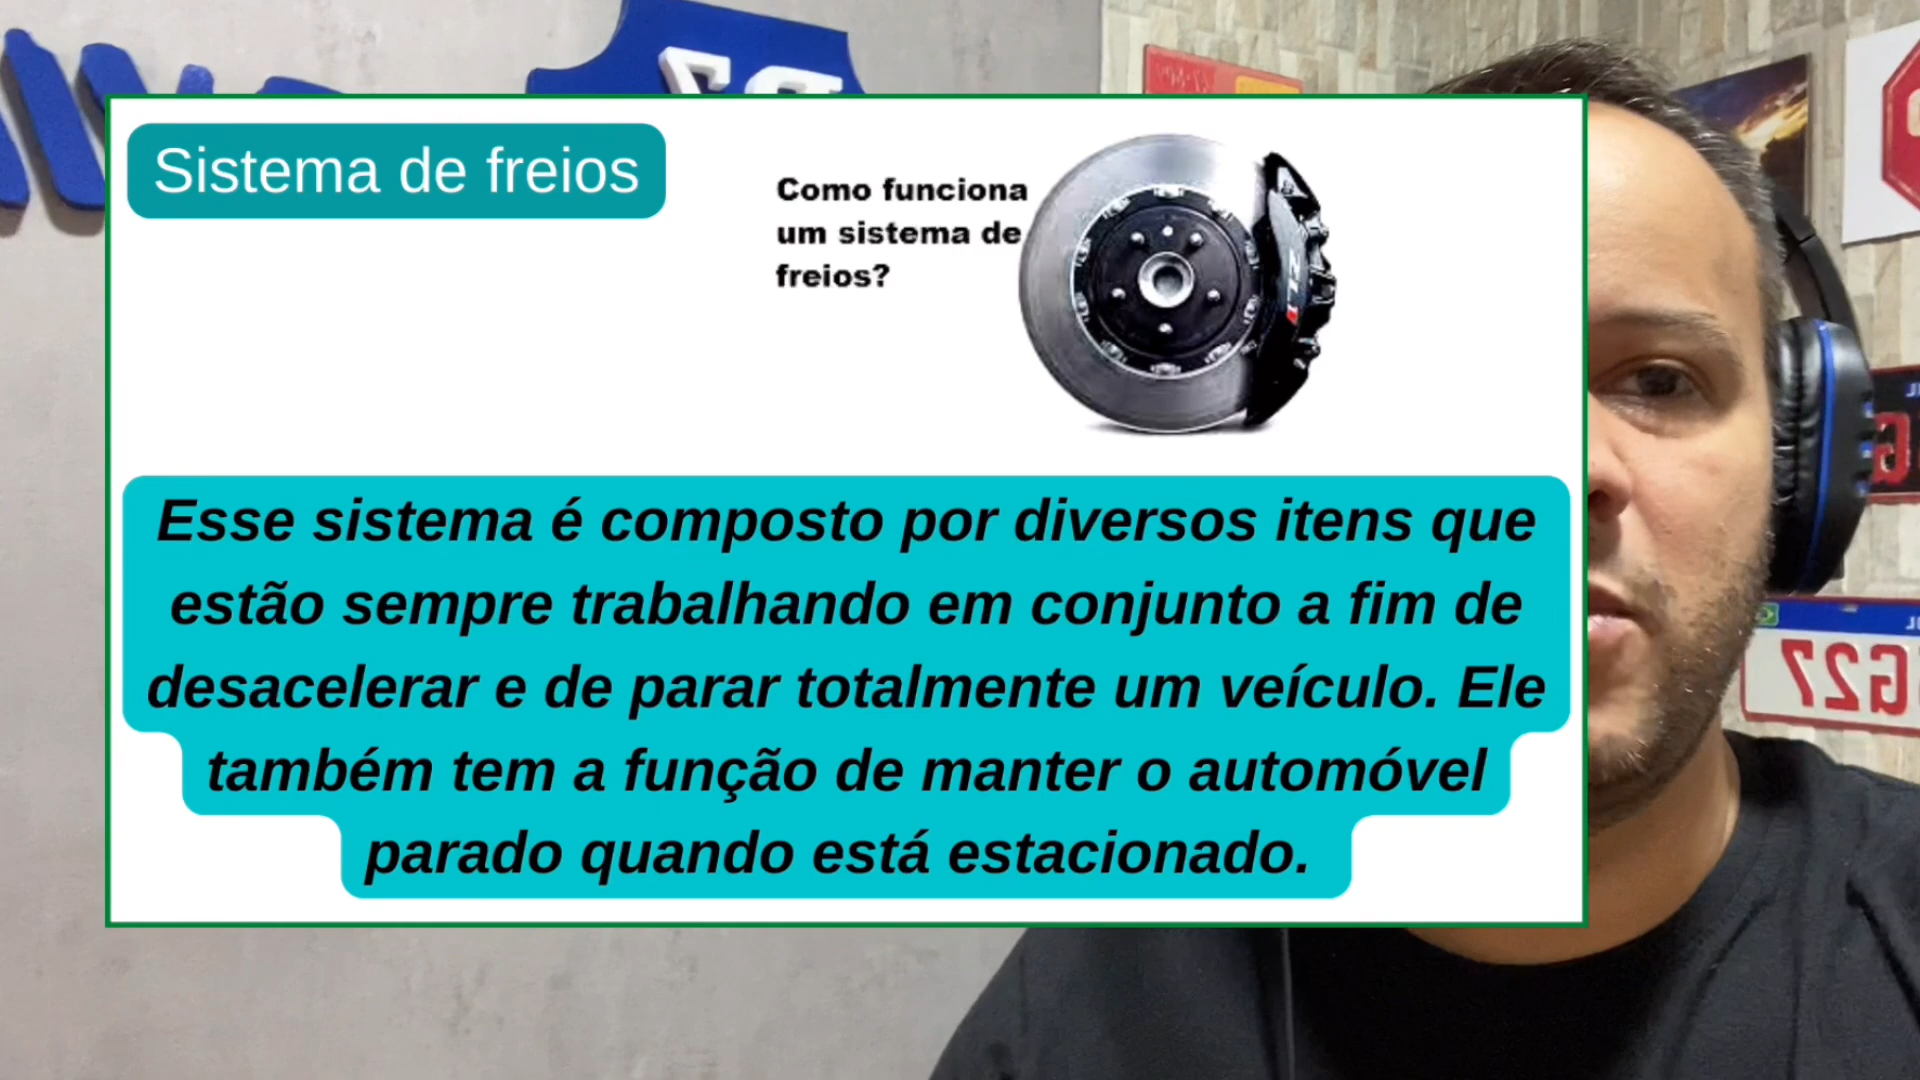 Sistema de freios
Como funciona
um sistema de
freios?
Esse sistema é composto por diversos itens que
estão sempre trabalhando em conjunto a fim de
desacelerar e de parar totalmente um veículo. Ele
também tem a função de manter o automóvel
parado quando está estacionado.
G27